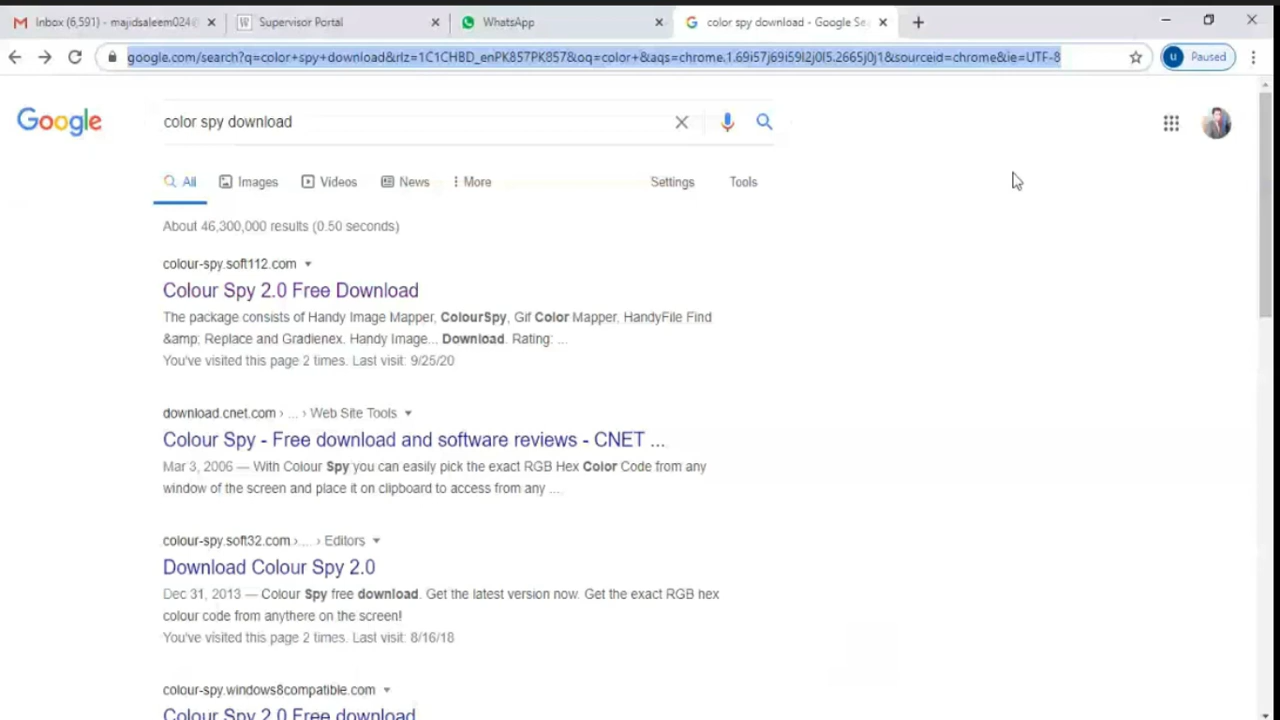 Inbox (6,591) - majidsaleem024@
Supervisor Portal
WhatsApp
color spy download - Google Se
google.com/search?q=color+spy+download&rlz=1C1CHBD_enPK857PK857&oq=color+&aqs=chrome.1.69i57j69i59l2j0l5.2665j0j1&sourceid=chrome&ie=UTF-8
u Paused
Google
color spy download
All Images Videos News More Settings Tools
About 46,300,000 results (0.50 seconds)
colour-spy.soft112.com
Colour Spy 2.0 Free Download
The package consists of Handy Image Mapper, ColourSpy, Gif Color Mapper, HandyFile Find
&amp; Replace and Gradienex. Handy Image... Download. Rating: ...
You've visited this page 2 times. Last visit: 9/25/20
download.cnet.com › ... › Web Site Tools
Colour Spy - Free download and software reviews - CNET ...
Mar 3, 2006 — With Colour Spy you can easily pick the exact RGB Hex Color Code from any
window of the screen and place it on clipboard to access from any ...
colour-spy.soft32.com › ... › Editors
Download Colour Spy 2.0
Dec 31, 2013 — Colour Spy free download. Get the latest version now. Get the exact RGB hex
colour code from anythere on the screen!
You've visited this page 2 times. Last visit: 8/16/18
colour-spy.windows8compatible.com
Colour Spy 2.0 Free download